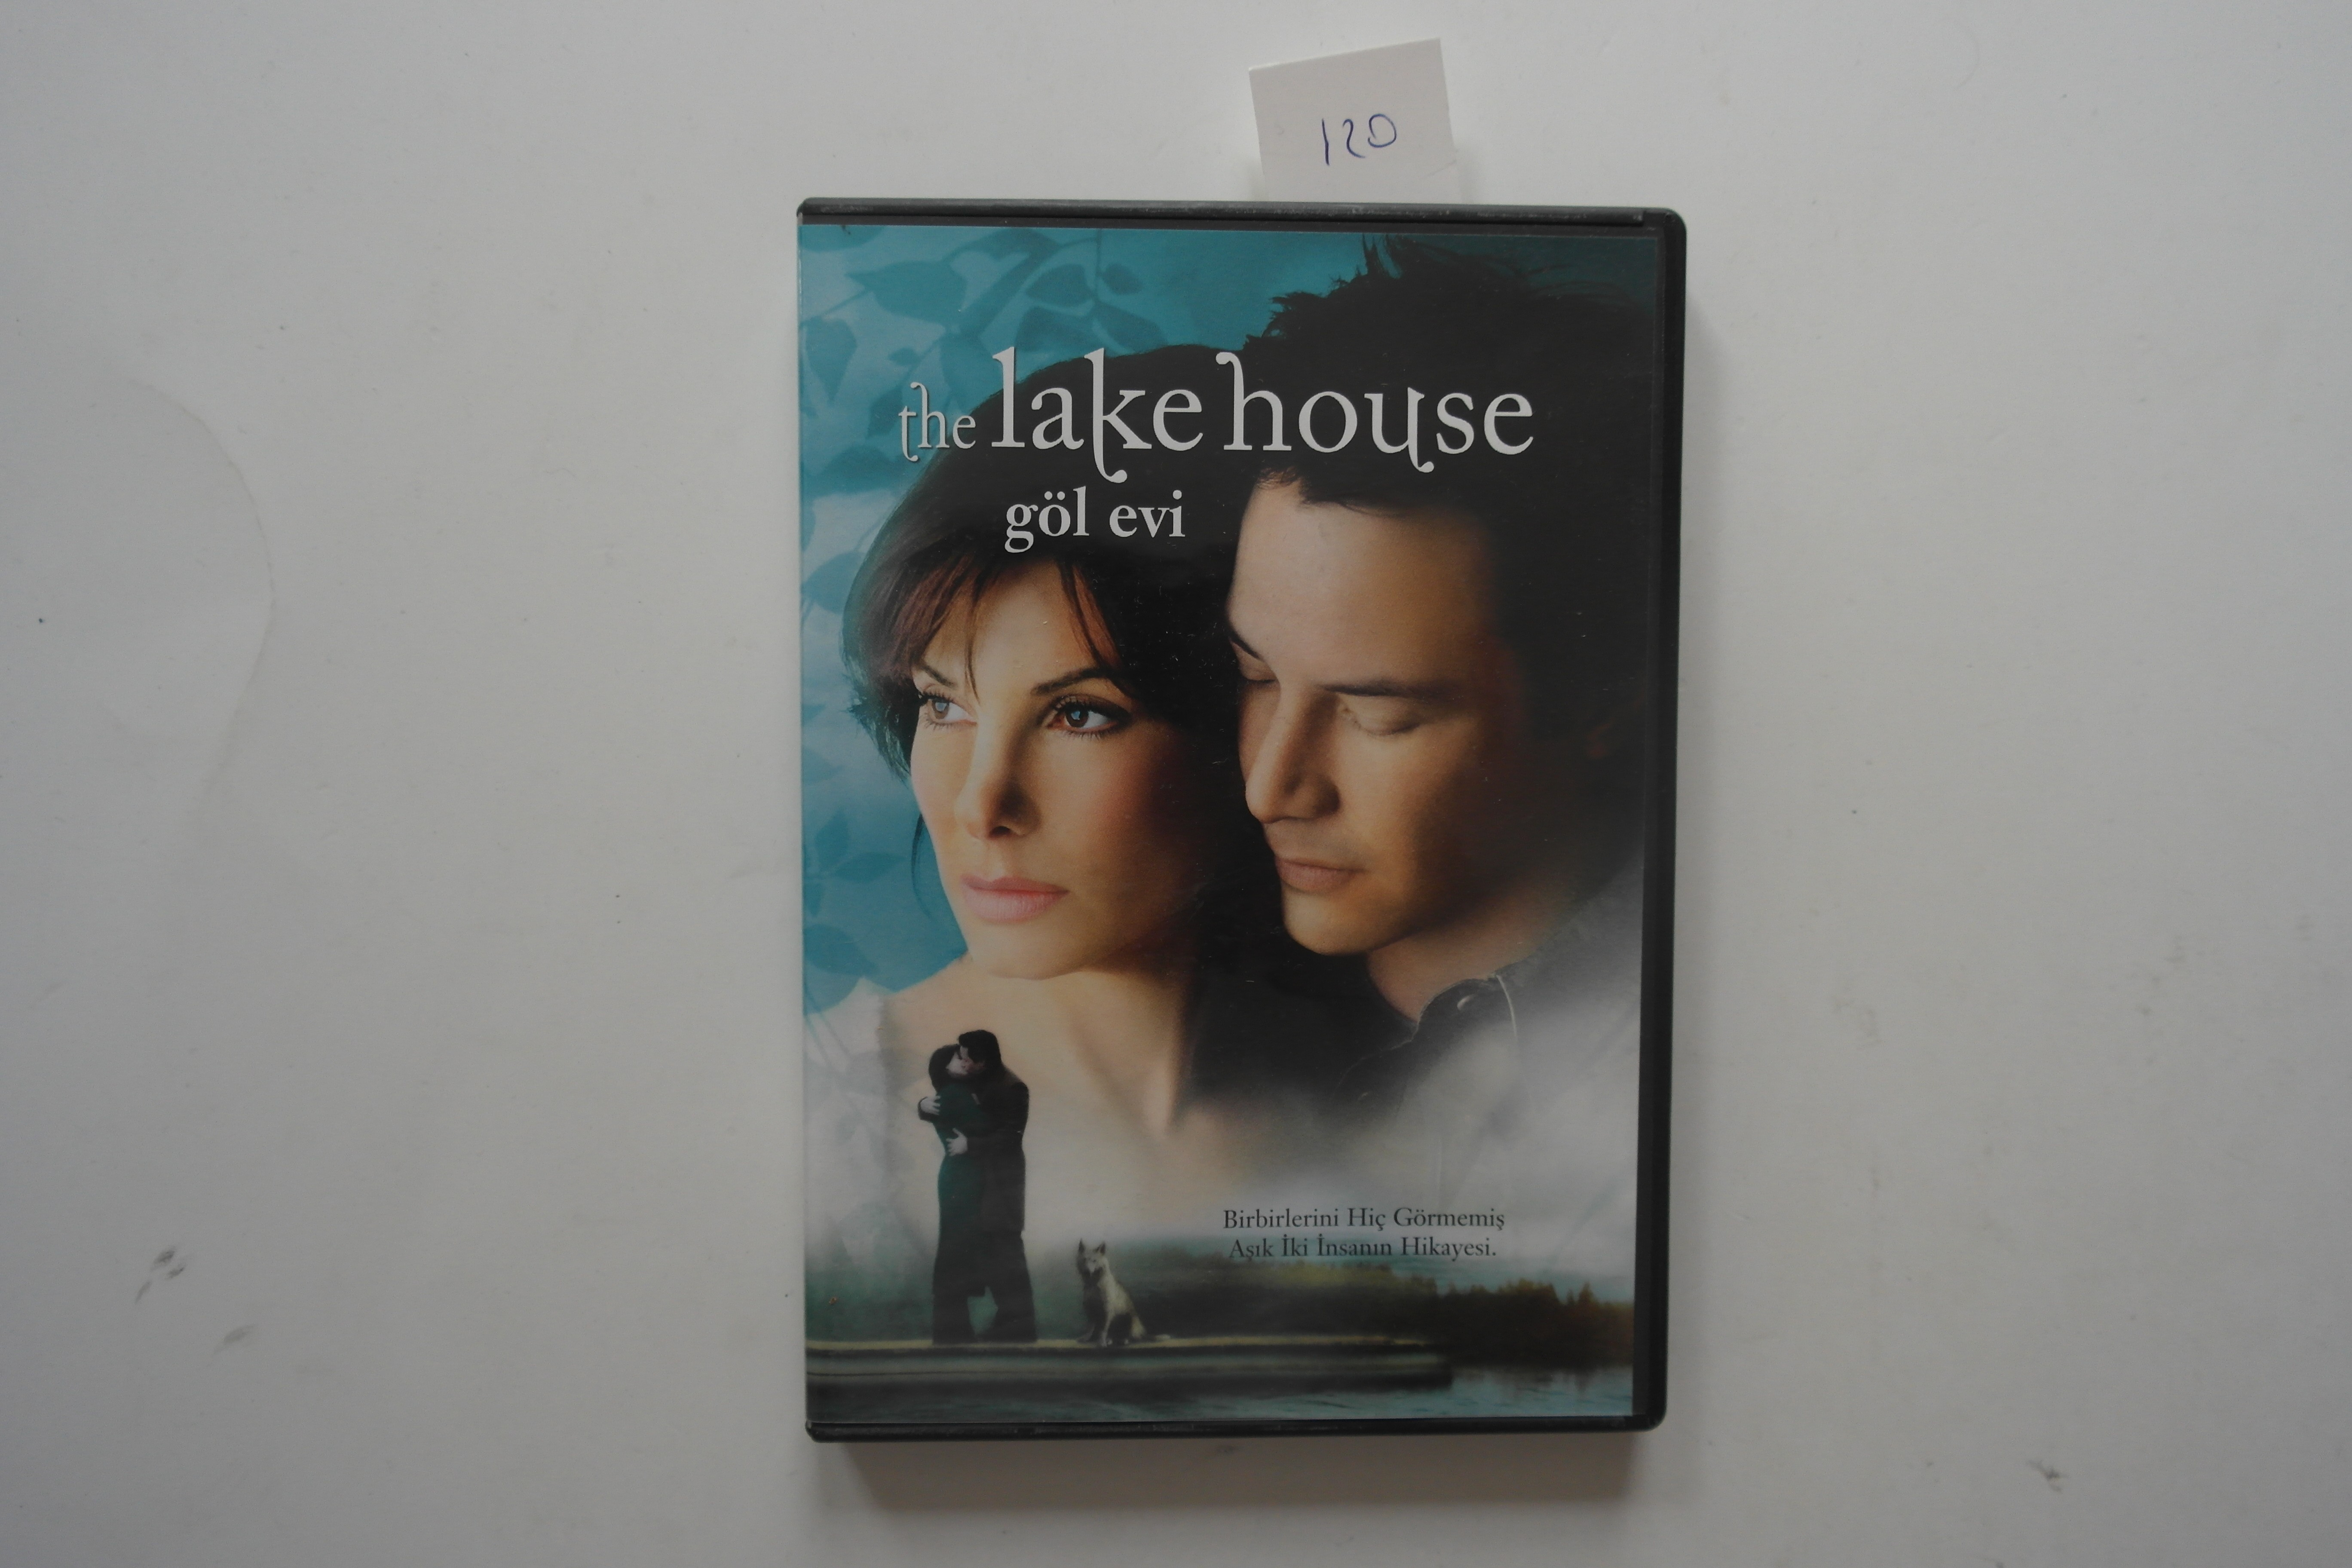 120
the lake house
göl evi
Birbirlerini Hiç Görmemiş
Aşık İki İnsanın Hikayesi.